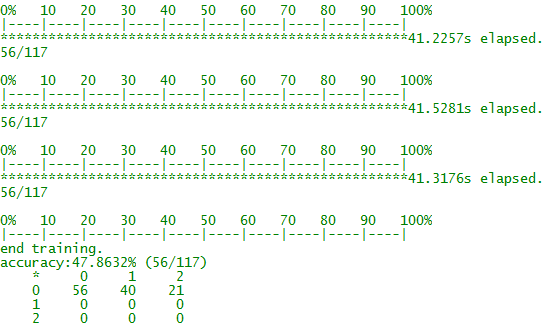 0%   10   20   30   40   50   60   70   80   90   100%
|----|----|----|----|----|----|----|----|----|----|
***************************************************41.2257s elapsed.
56/117

0%   10   20   30   40   50   60   70   80   90   100%
|----|----|----|----|----|----|----|----|----|----|
***************************************************41.5281s elapsed.
56/117

0%   10   20   30   40   50   60   70   80   90   100%
|----|----|----|----|----|----|----|----|----|----|
***************************************************41.3176s elapsed.
56/117

0%   10   20   30   40   50   60   70   80   90   100%
|----|----|----|----|----|----|----|----|----|----|
end training.
accuracy:47.8632% (56/117)
    *     0     1     2
    0    56    40    21
    1     0     0     0
    2     0     0     0